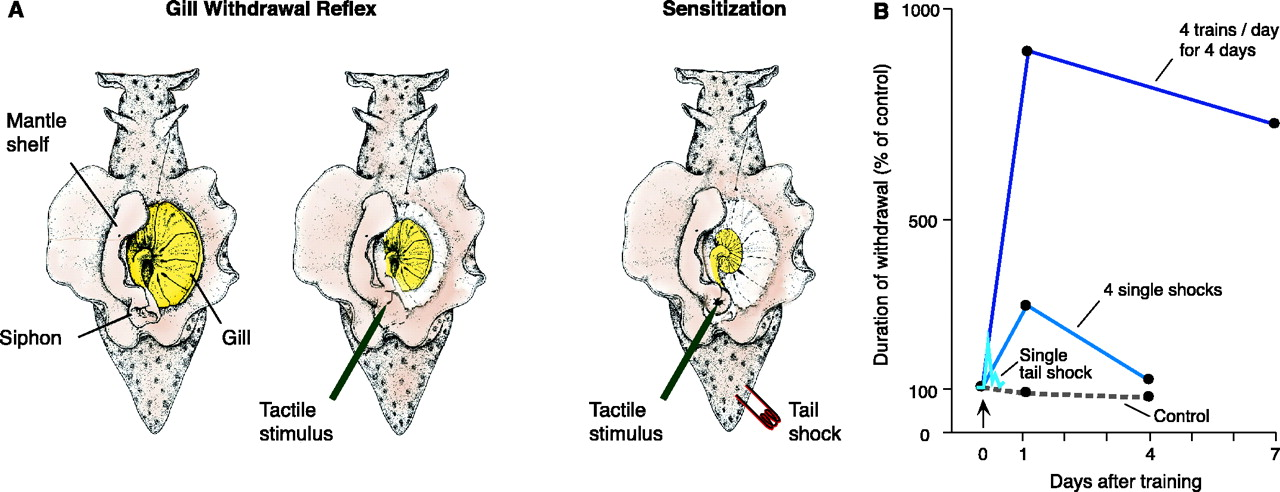 A
Gill Withdrawal Reflex
Sensitization
Mantle
shelf
Siphon
Gill
Tactile
stimulus
Tactile
stimulus
Tail
shock
B
Duration of withdrawal (% of control)
1000
500
100
0
4 trains / day
for 4 days
4 single shocks
Single
tail shock
Control
0 1 4 7
Days after training